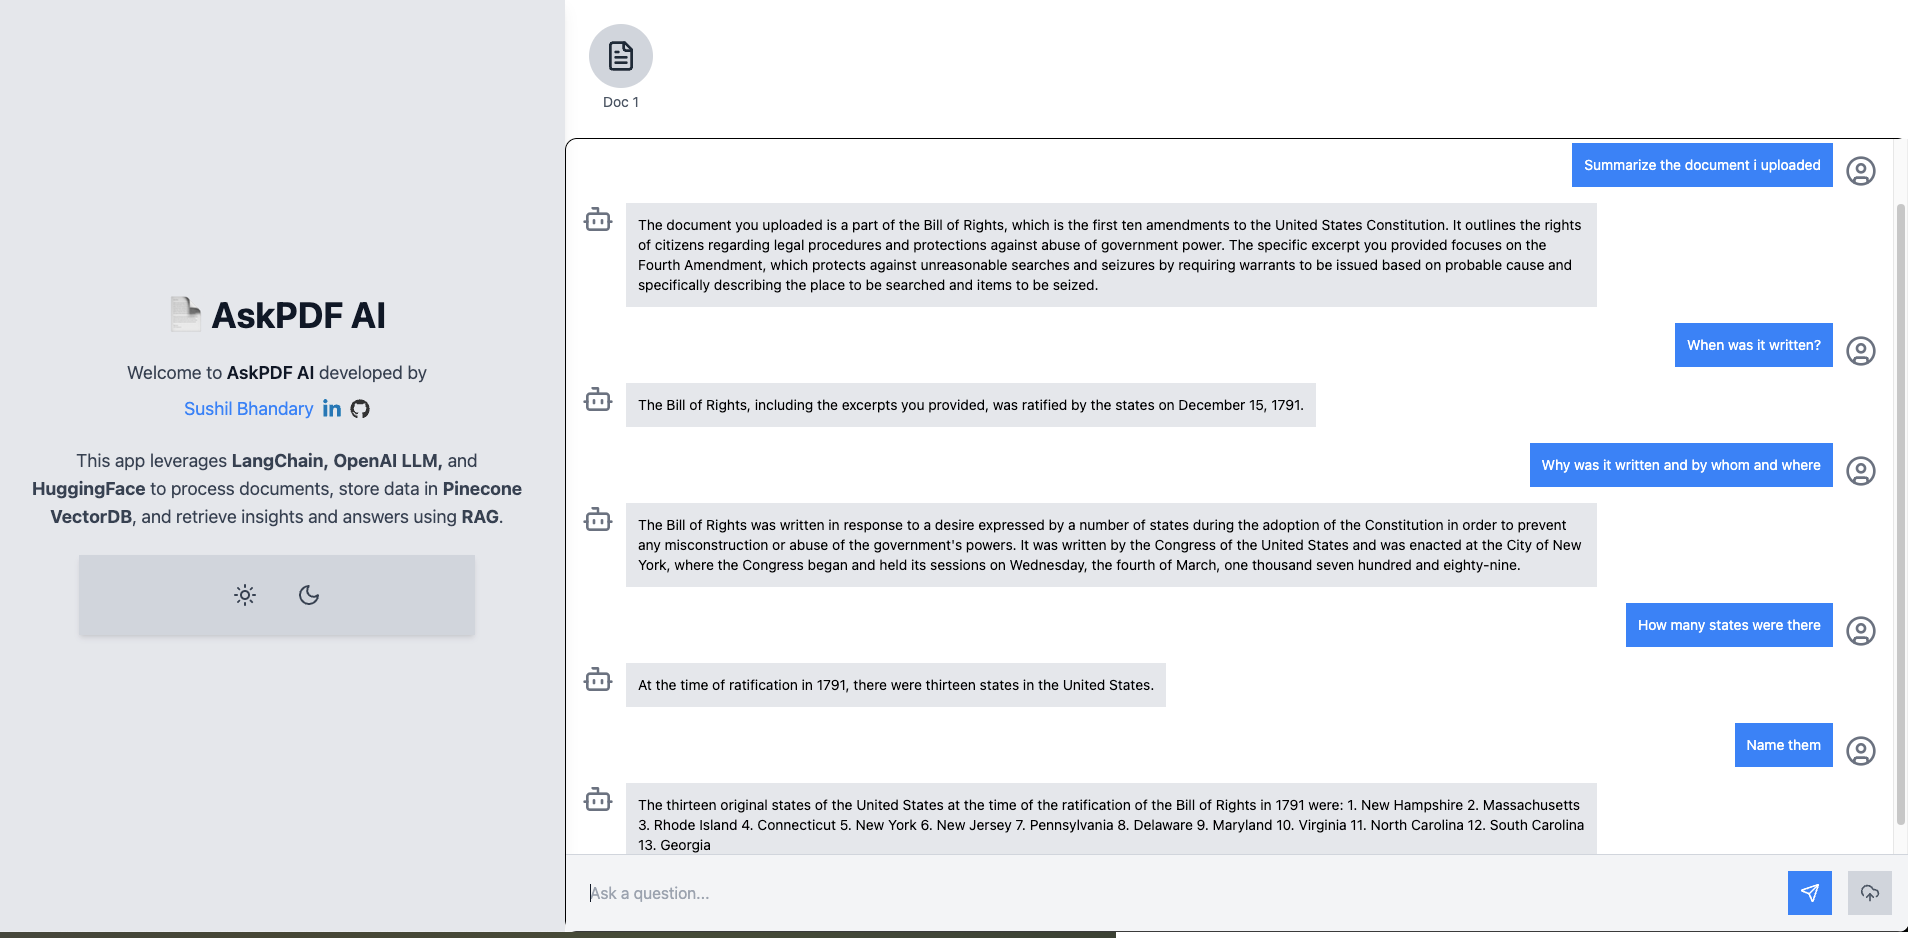 AskPDF AI
Welcome to AskPDF AI developed by
Sushil Bhandary in
This app leverages LangChain, OpenAI LLM, and
HuggingFace to process documents, store data in Pinecone
VectorDB, and retrieve insights and answers using RAG.
Doc 1
Summarize the document i uploaded
The document you uploaded is a part of the Bill of Rights, which is the first ten amendments to the United States Constitution. It outlines the rights
of citizens regarding legal procedures and protections against abuse of government power. The specific excerpt you provided focuses on the
Fourth Amendment, which protects against unreasonable searches and seizures by requiring warrants to be issued based on probable cause and
specifically describing the place to be searched and items to be seized.
When was it written?
The Bill of Rights, including the excerpts you provided, was ratified by the states on December 15, 1791.
Why was it written and by whom and where
The Bill of Rights was written in response to a desire expressed by a number of states during the adoption of the Constitution in order to prevent
any misconstruction or abuse of the government's powers. It was written by the Congress of the United States and was enacted at the City of New
York, where the Congress began and held its sessions on Wednesday, the fourth of March, one thousand seven hundred and eighty-nine.
How many states were there
At the time of ratification in 1791, there were thirteen states in the United States.
Name them
The thirteen original states of the United States at the time of the ratification of the Bill of Rights in 1791 were: 1. New Hampshire 2. Massachusetts
3. Rhode Island 4. Connecticut 5. New York 6. New Jersey 7. Pennsylvania 8. Delaware 9. Maryland 10. Virginia 11. North Carolina 12. South Carolina
13. Georgia
Ask a question...